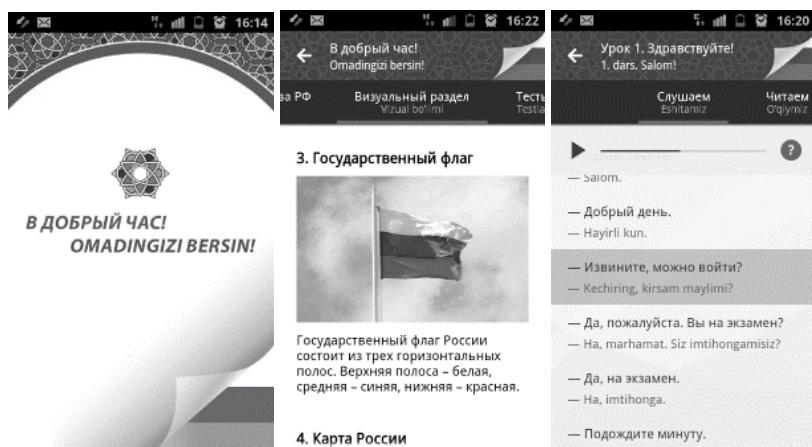 16:14
В ДОБРЫЙ ЧАС!
OMADINGIZI BERSIN!
16:22
В добрый час!
Omadingizi bersin!
ва РФ
Визуальный раздел
Тесты
Vizual bo'limi
Testla
3. Государственный флаг
Государственный флаг России
состоит из трех горизонтальных
полос. Верхняя полоса – белая,
средняя – синяя, нижняя – красная.
4. Карта России
16:20
Урок 1. Здравствуйте!
1. dars. Salom!
Слушаем
Читаем
Eshitamiz
O'qiymiz
?
— Salom.
— Добрый день.
— Hayirli kun.
— Извините, можно войти?
— Kechiring, kirsam maylimi?
— Да, пожалуйста. Вы на экзамен?
— Ha, marhamat. Siz imtihongamisiz?
— Да, на экзамен.
— Ha, imtihonga.
— Подождите минуту.